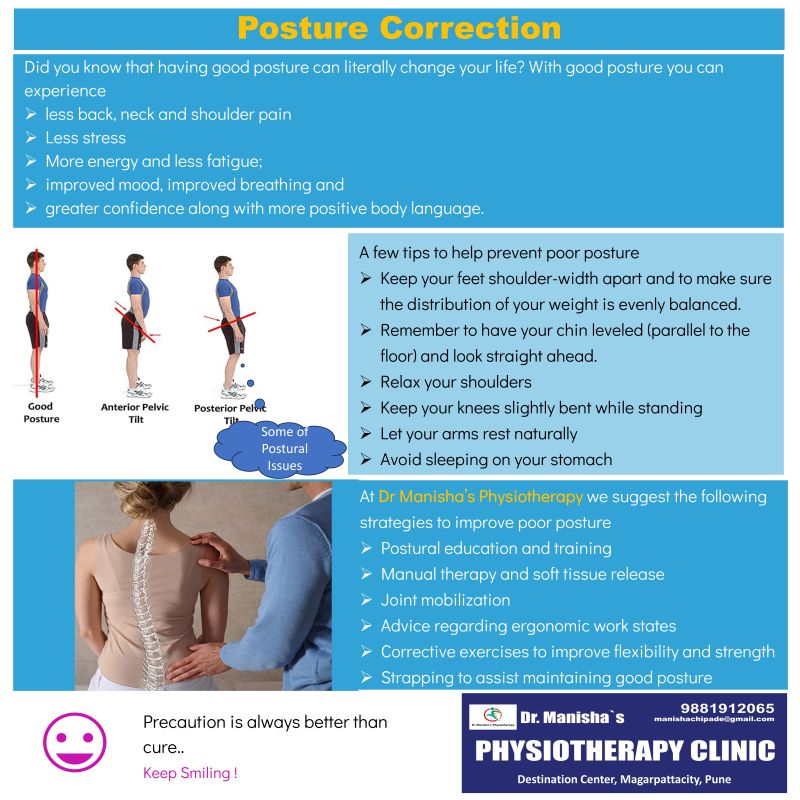 Posture Correction
Did you know that having good posture can literally change your life? With good posture you can
experience
➢ less back, neck and shoulder pain
➢ Less stress
➢ More energy and less fatigue;
➢ improved mood, improved breathing and
➢ greater confidence along with more positive body language.
Good
Posture
Anterior Pelvic
Tilt
Posterior Pelvic
Tilt
Some of
Postural
Issues
A few tips to help prevent poor posture
➢ Keep your feet shoulder-width apart and to make sure
the distribution of your weight is evenly balanced.
➢ Remember to have your chin leveled (parallel to the
floor) and look straight ahead.
➢ Relax your shoulders
➢ Keep your knees slightly bent while standing
➢ Let your arms rest naturally
➢ Avoid sleeping on your stomach
At Dr Manisha's Physiotherapy we suggest the following
strategies to improve poor posture
➢ Postural education and training
➢ Manual therapy and soft tissue release
➢ Joint mobilization
➢ Advice regarding ergonomic work states
➢ Corrective exercises to improve flexibility and strength
➢ Strapping to assist maintaining good posture
Precaution is always better than
cure..
Keep Smiling !
Dr. Manisha's Physiotherapy
Dr. Manisha`s
9881912065
manishachipade@gmail.com
PHYSIOTHERAPY CLINIC
Destination Center, Magarpattacity, Pune